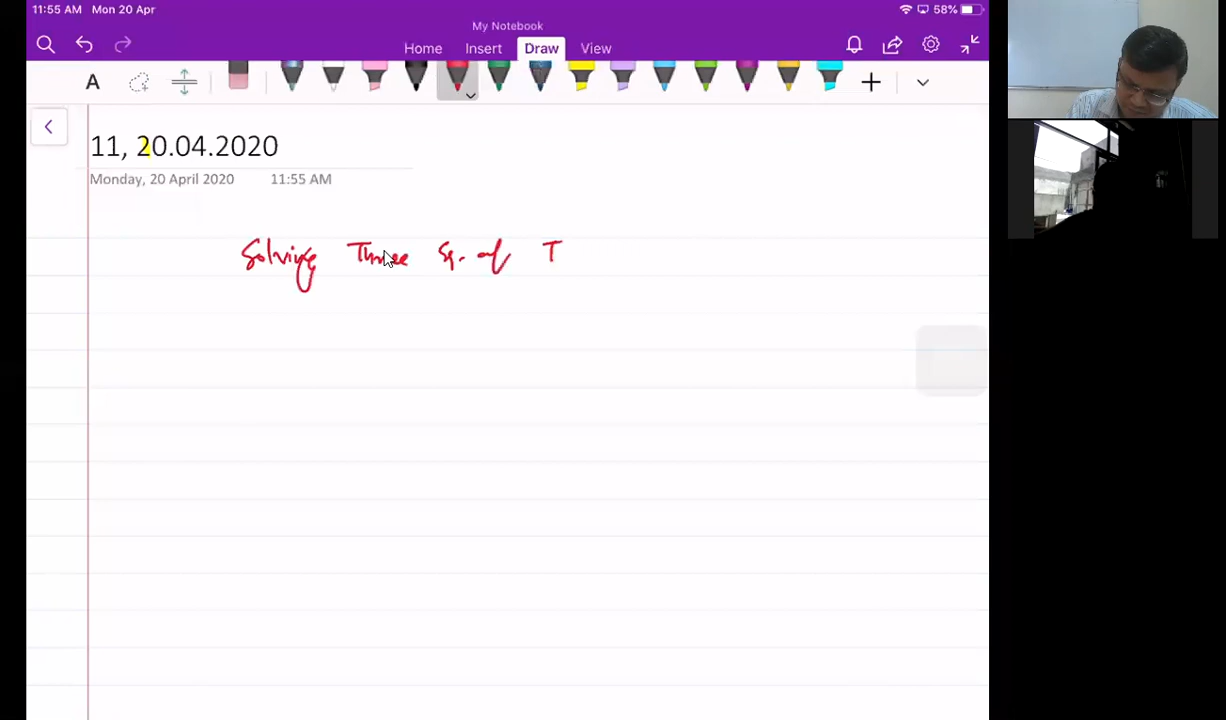 11:55 AM Mon 20 Apr 58%
My Notebook
Home Insert Draw View
A
11, 20.04.2020
Monday, 20 April 2020 11:55 AM
Solving Three Eq. of T